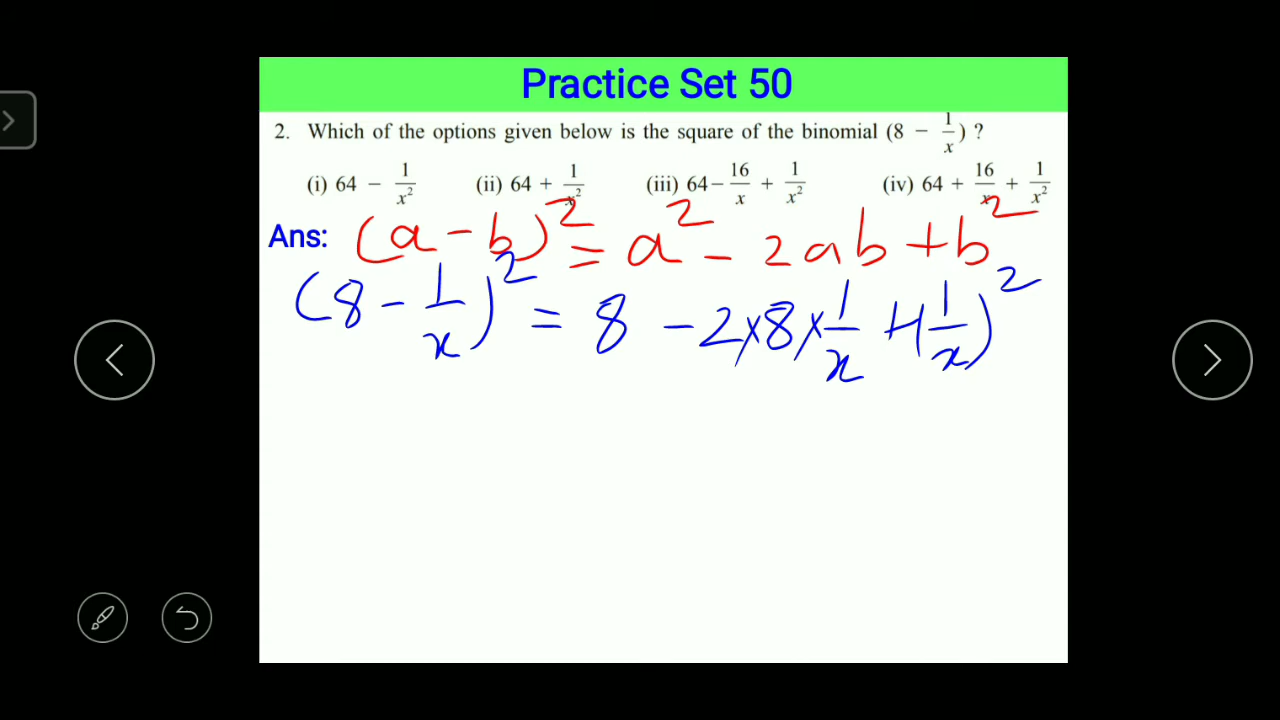 Practice Set 50
2. Which of the options given below is the square of the binomial (8 − 1/x) ?
(i) 64 − 1/x² (ii) 64 + 1/x² (iii) 64− 16/x + 1/x² (iv) 64 + 16/x + 1/x²
Ans: (a − b)² = a² − 2ab + b²
(8 − 1/x)² = 8 − 2×8×1/x +(1/x)²